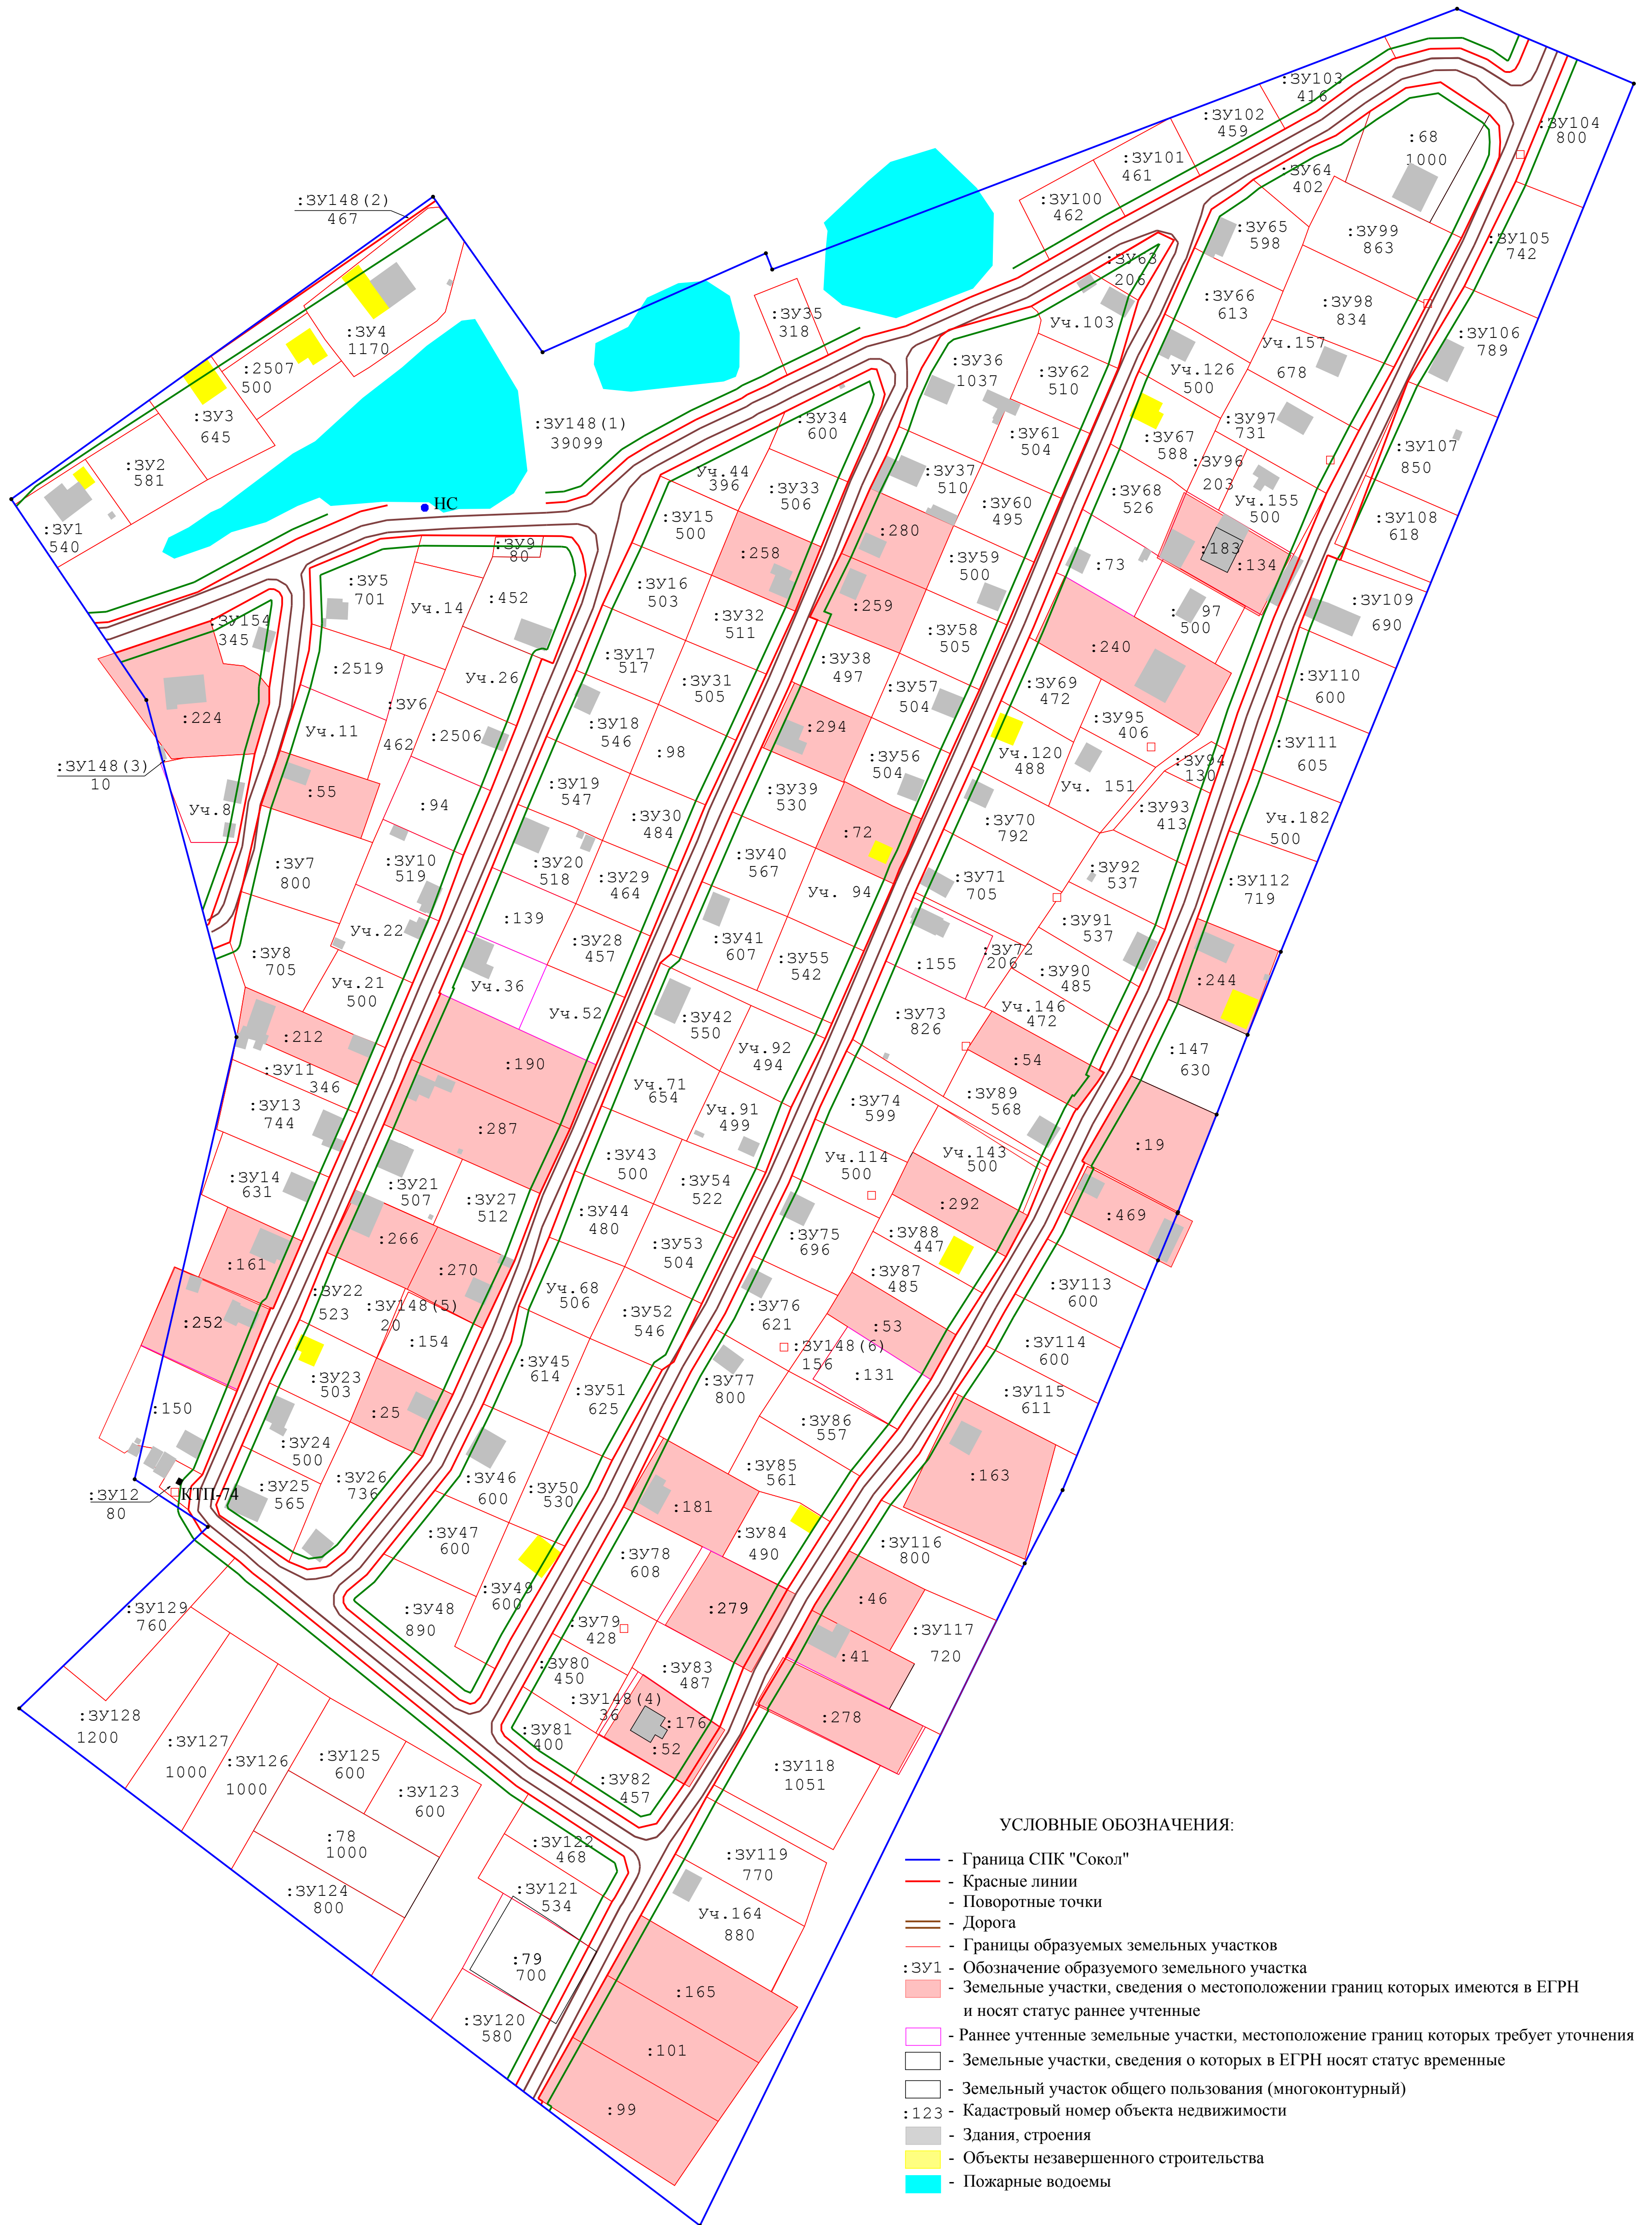 :ЗУ103
416
:ЗУ102
459
:ЗУ104
800
:68
1000
:ЗУ101
461
:ЗУ64
402
:ЗУ148(2)
467
:ЗУ100
462
:ЗУ65
598
:ЗУ99
863
:ЗУ105
742
:ЗУ63
206
:ЗУ66
613
:ЗУ98
834
:ЗУ35
318
Уч.103
:ЗУ4
1170
:ЗУ106
789
Уч.157
678
:2507
500
:ЗУ36
1037
:ЗУ62
510
Уч.126
500
:ЗУ3
645
:ЗУ148(1)
39099
:ЗУ34
600
:ЗУ97
731
:ЗУ61
504
:ЗУ67
588
:ЗУ107
850
:ЗУ2
581
Уч.44
396
:ЗУ37
510
:ЗУ96
203
:ЗУ33
506
:ЗУ60
495
:ЗУ68
526
Уч.155
500
НС
:ЗУ1
540
:ЗУ15
500
:ЗУ108
618
:280
:258
:ЗУ9
80
:183
:134
:ЗУ59
500
:73
:ЗУ5
701
:ЗУ16
503
:452
Уч.14
:259
:97
500
:ЗУ109
690
:ЗУ32
511
:ЗУ154
345
:ЗУ58
505
:240
:ЗУ17
517
:ЗУ38
497
:2519
:ЗУ31
505
Уч.26
:ЗУ57
504
:ЗУ69
472
:ЗУ110
600
:ЗУ6
462
:224
:ЗУ18
546
:294
:ЗУ95
406
Уч.11
:2506
:98
:ЗУ56
504
:ЗУ111
605
Уч.120
488
:ЗУ94
130
:ЗУ148(3)
10
:ЗУ19
547
:ЗУ39
530
Уч. 151
:55
Уч.8
:94
:ЗУ30
484
:72
:ЗУ70
792
:ЗУ93
413
Уч.182
500
:ЗУ7
800
:ЗУ10
519
:ЗУ20
518
:ЗУ40
567
:ЗУ29
464
Уч. 94
:ЗУ71
705
:ЗУ92
537
:ЗУ112
719
:139
Уч.22
:ЗУ91
537
:ЗУ8
705
:ЗУ28
457
:ЗУ41
607
:ЗУ55
542
:155
:ЗУ72
206
:ЗУ90
485
:244
Уч.21
500
Уч.36
Уч.52
:ЗУ42
550
:ЗУ73
826
Уч.146
472
:212
:147
630
Уч.92
494
:190
:54
:ЗУ11
346
Уч.71
654
:ЗУ89
568
:ЗУ13
744
:ЗУ74
599
Уч.91
499
:287
:19
Уч.143
500
:ЗУ43
500
Уч.114
500
:ЗУ14
631
:ЗУ21
507
:ЗУ54
522
:ЗУ27
512
:292
:ЗУ44
480
:469
:266
:ЗУ75
696
:ЗУ88
447
:161
:ЗУ53
504
:270
:ЗУ87
485
:ЗУ22
523
Уч.68
506
:ЗУ113
600
:ЗУ148(5)
20
:ЗУ76
621
:252
:ЗУ52
546
:53
:154
:ЗУ148(6)
156
:ЗУ114
600
:ЗУ45
614
:ЗУ23
503
:ЗУ77
800
:131
:ЗУ51
625
:ЗУ115
611
:150
:25
:ЗУ86
557
:ЗУ24
500
:ЗУ85
561
:163
:ЗУ26
736
:ЗУ46
600
:ЗУ25
565
:ЗУ50
530
:ЗУ12
80
КТП-74
:181
:ЗУ47
600
:ЗУ84
490
:ЗУ78
608
:ЗУ116
800
:ЗУ49
600
:46
:ЗУ129
760
:ЗУ48
890
:279
:ЗУ79
428
:ЗУ117
720
:41
:ЗУ80
450
:ЗУ83
487
:ЗУ148(4)
36
:ЗУ128
1200
:278
:176
:ЗУ81
400
:52
:ЗУ127
1000
:ЗУ126
1000
:ЗУ125
600
:ЗУ118
1051
:ЗУ82
457
:ЗУ123
600
:78
1000
:ЗУ122
468
:ЗУ119
770
:ЗУ124
800
:ЗУ121
534
Уч.164
880
:79
700
:165
:ЗУ120
580
:101
:99
УСЛОВНЫЕ ОБОЗНАЧЕНИЯ:
- Граница СПК "Сокол"
- Красные линии
- Поворотные точки
- Дорога
- Границы образуемых земельных участков
:ЗУ1 - Обозначение образуемого земельного участка
- Земельные участки, сведения о местоположении границ которых имеются в ЕГРН
и носят статус раннее учтенные
- Раннее учтенные земельные участки, местоположение границ которых требует уточнения
- Земельные участки, сведения о которых в ЕГРН носят статус временные
- Земельный участок общего пользования (многоконтурный)
:123 - Кадастровый номер объекта недвижимости
- Здания, строения
- Объекты незавершенного строительства
- Пожарные водоемы